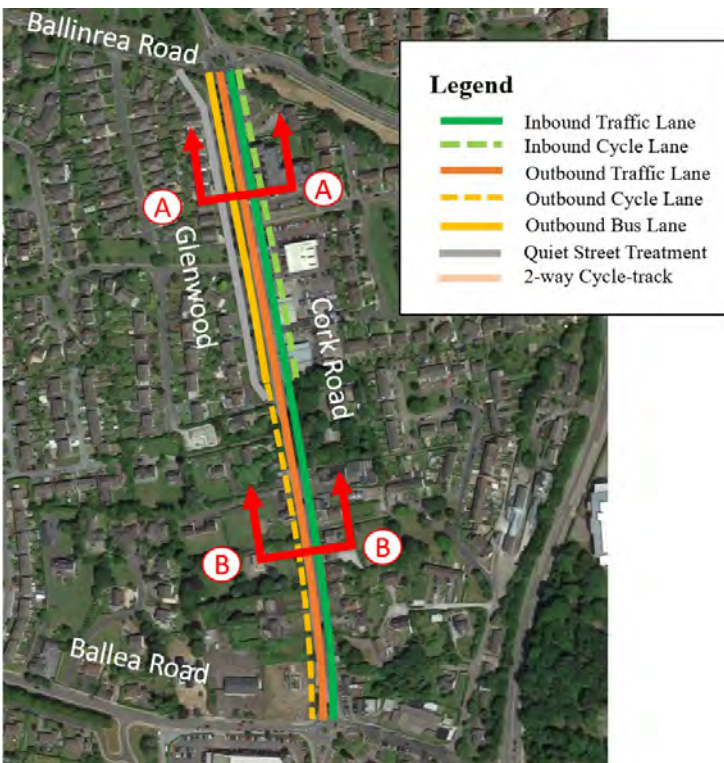 Ballinrea Road
Legend
Inbound Traffic Lane
Inbound Cycle Lane
Outbound Traffic Lane
Outbound Cycle Lane
Outbound Bus Lane
Quiet Street Treatment
2-way Cycle-track
A
A
Glenwood
Cork Road
B
B
Ballea Road